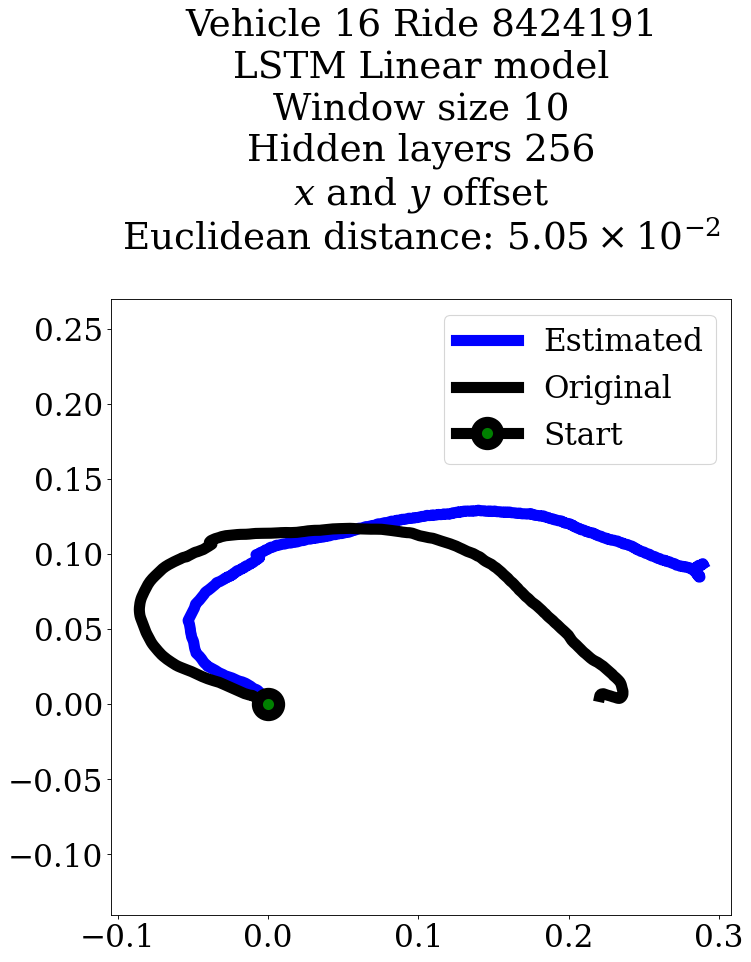 Vehicle 16 Ride 8424191
LSTM Linear model
Window size 10
Hidden layers 256
x and y offset
Euclidean distance: 5.05 × 10⁻²
Estimated
Original
Start
0.25
0.20
0.15
0.10
0.05
0.00
−0.05
−0.10
−0.1 0.0 0.1 0.2 0.3